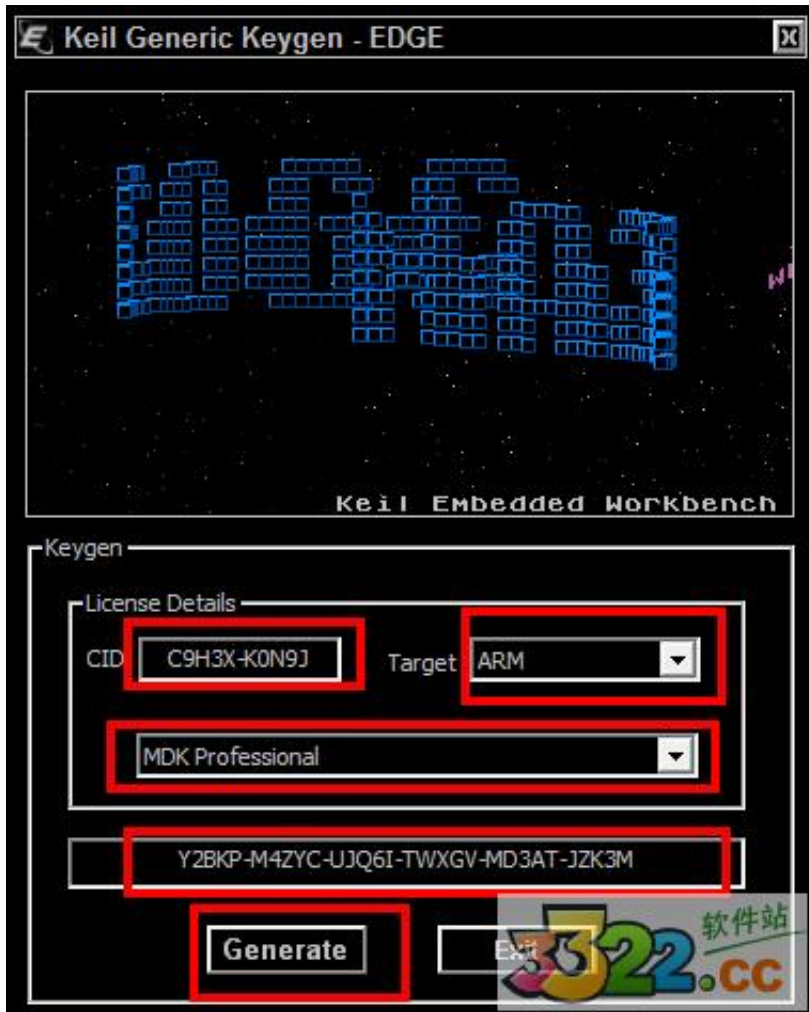 Keil Generic Keygen - EDGE
Keil Embedded Workbench
Keygen
License Details
CID C9H3X-K0N9J Target ARM
MDK Professional
Y2BKP-M4ZYC-UJQ6I-TWXGV-MD3AT-JZK3M
Generate Exit
软件站
3322.cc